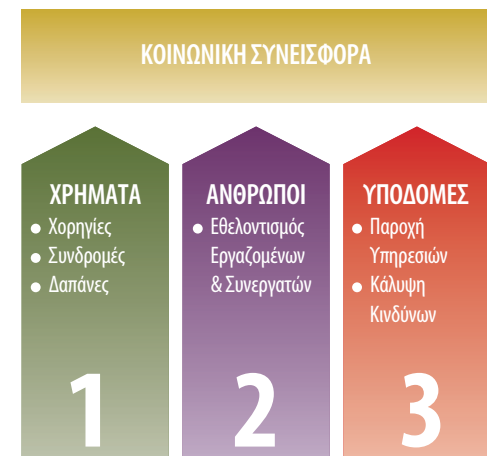 ΚΟΙΝΩΝΙΚΗ ΣΥΝΕΙΣΦΟΡΑ
ΧΡΗΜΑΤΑ
• Χορηγίες
• Συνδρομές
• Δαπάνες
1
ΑΝΘΡΩΠΟΙ
• Εθελοντισμός
Εργαζομένων
& Συνεργατών
2
ΥΠΟΔΟΜΕΣ
• Παροχή
Υπηρεσιών
• Κάλυψη
Κινδύνων
3